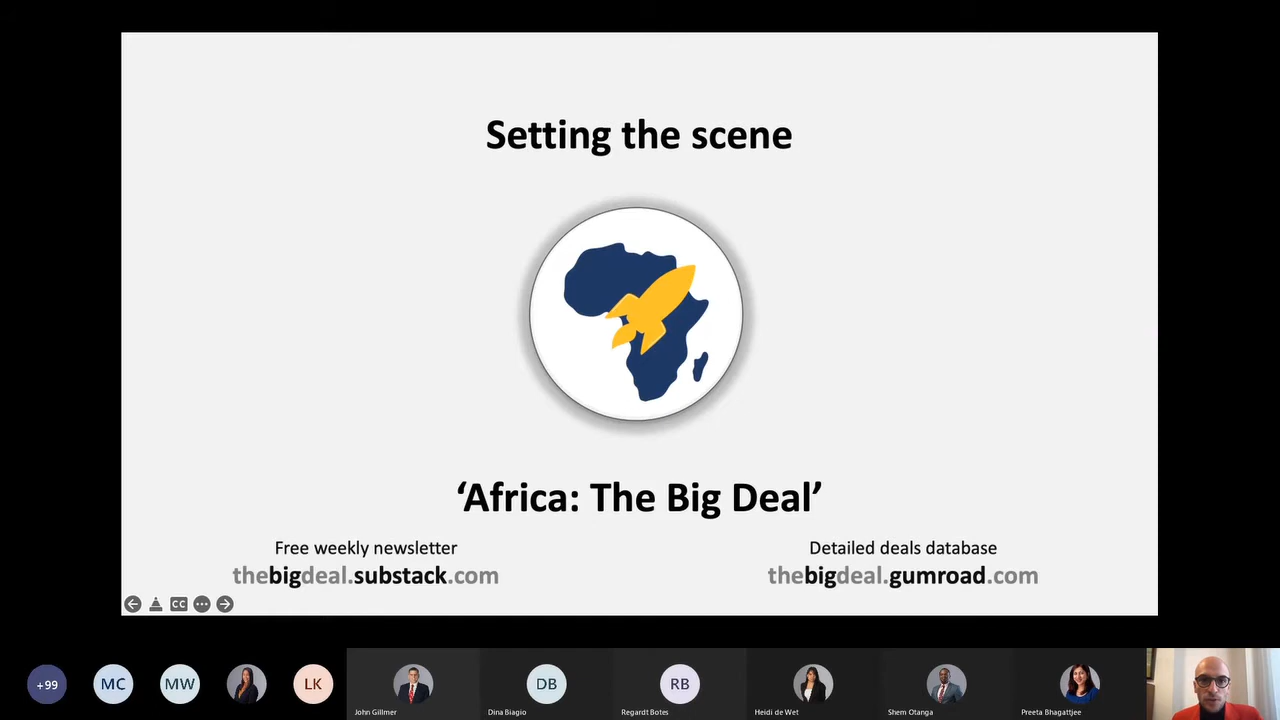 Setting the scene
‘Africa: The Big Deal’
Free weekly newsletter
thebigdeal.substack.com
Detailed deals database
thebigdeal.gumroad.com
CC
+99
MC
MW
LK
John Gillmer
DB
Dina Biagio
RB
Regardt Botes
Heidi de Wet
Shem Otanga
Preeta Bhagattjee